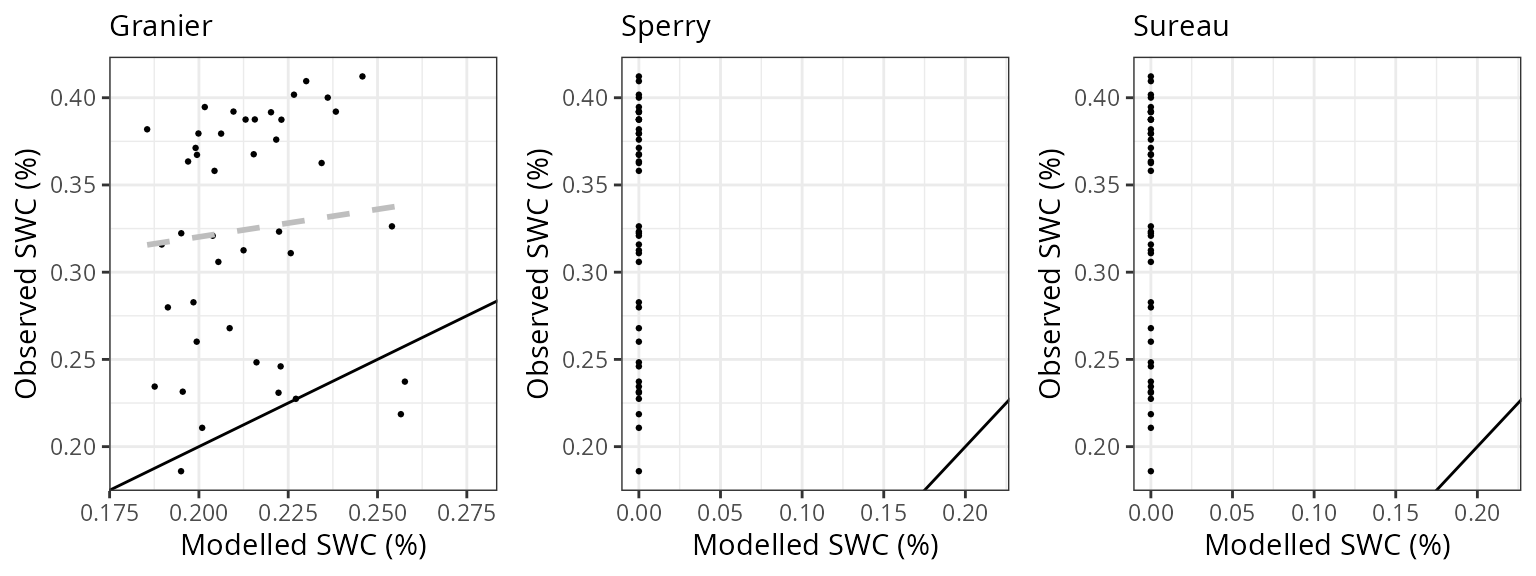 Granier
Observed SWC (%)
0.40
0.35
0.30
0.25
0.20
0.175 0.200 0.225 0.250 0.275
Modelled SWC (%)
Sperry
Observed SWC (%)
0.40
0.35
0.30
0.25
0.20
0.00 0.05 0.10 0.15 0.20
Modelled SWC (%)
Sureau
Observed SWC (%)
0.40
0.35
0.30
0.25
0.20
0.00 0.05 0.10 0.15 0.20
Modelled SWC (%)